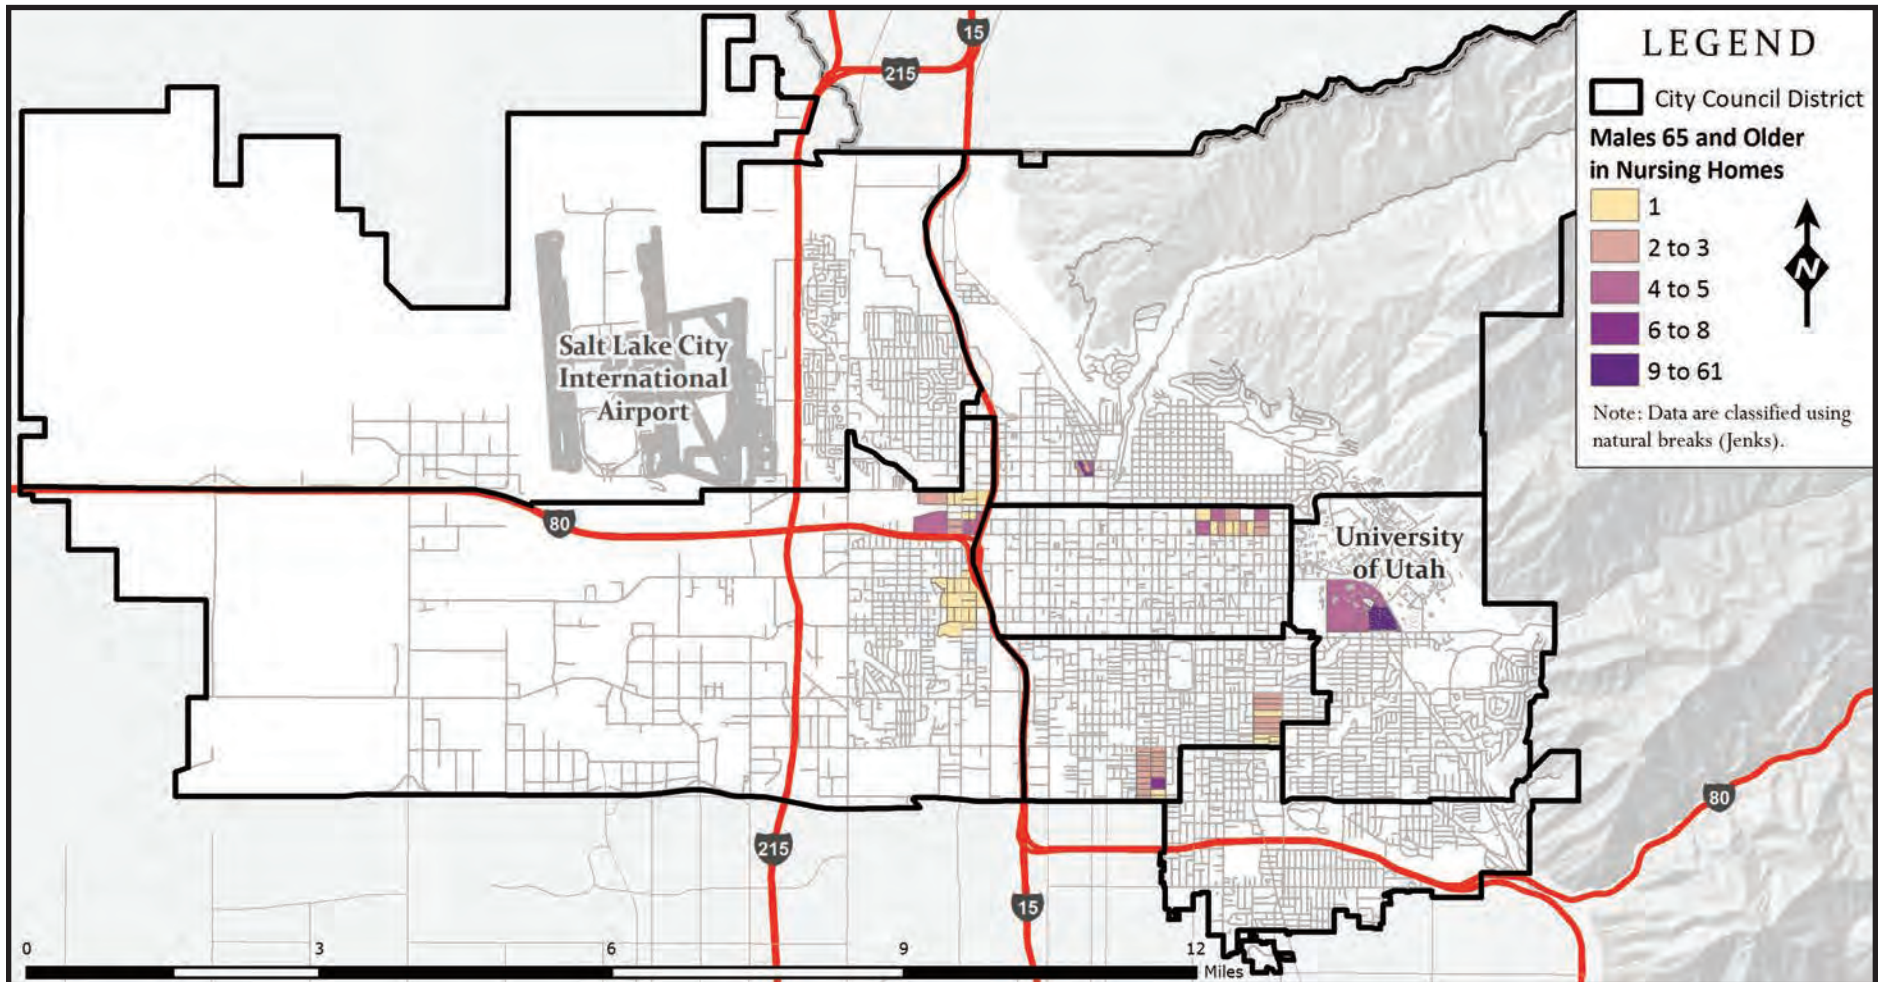 15
215
LEGEND
City Council District
Males 65 and Older
in Nursing Homes
1
2 to 3
4 to 5
6 to 8
9 to 61
N
Note: Data are classified using
natural breaks (Jenks).
Salt Lake City
International
Airport
80
University
of Utah
80
215
15
0 3 6 9 12
Miles